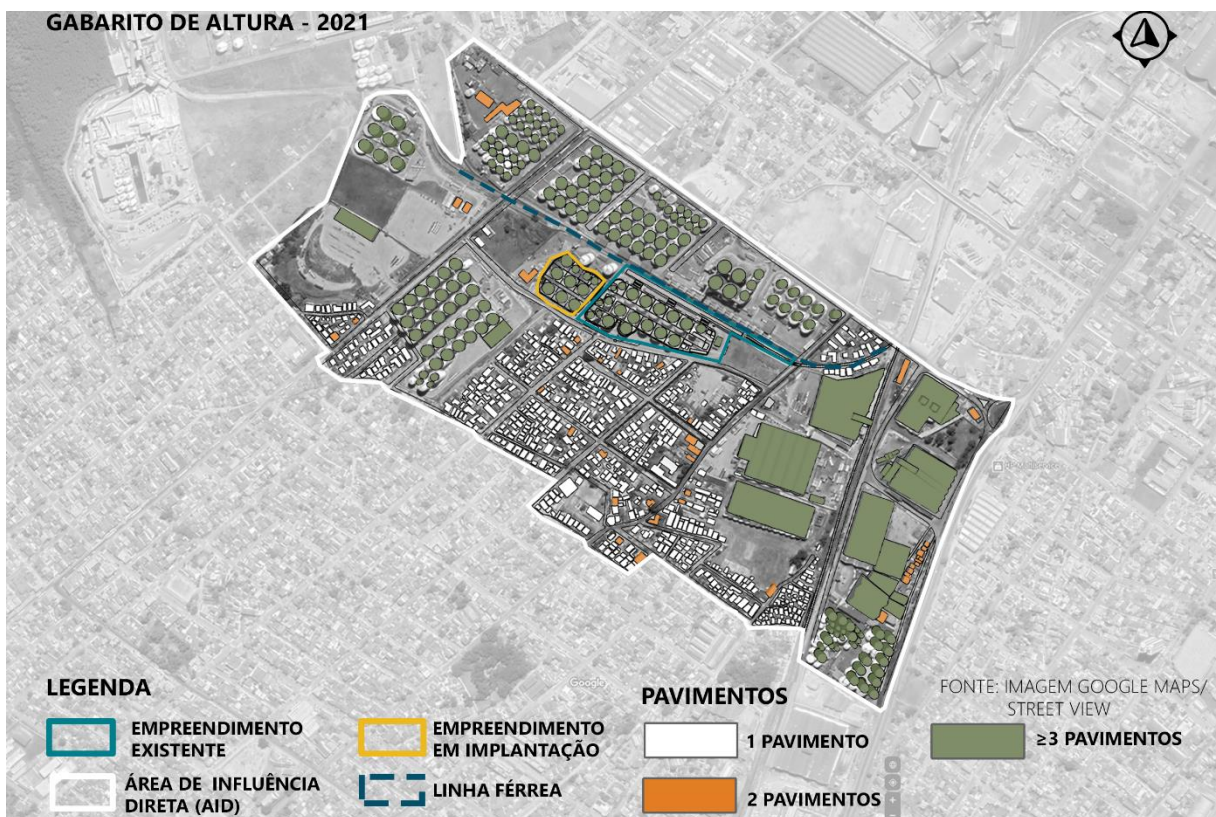 GABARITO DE ALTURA - 2021
Google
LEGENDA
EMPREENDIMENTO
EXISTENTE
ÁREA DE INFLUÊNCIA
DIRETA (AID)
EMPREENDIMENTO
EM IMPLANTAÇÃO
LINHA FÉRREA
PAVIMENTOS
1 PAVIMENTO
2 PAVIMENTOS
FONTE: IMAGEM GOOGLE MAPS/
STREET VIEW
≥3 PAVIMENTOS